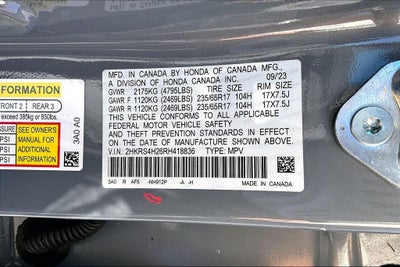 INFORMATION
FRONT 2 REAR 3
exceed 385kg or 850lbs.
SURE
SEE OWNER'S
MANUAL FOR
ADDITIONAL
INFORMATION
PSI
PSI
PSI
3A0 A0
MFD. IN CANADA BY HONDA OF CANADA MFG.,
A DIVISION OF HONDA CANADA INC. 09/23
GVWR 2175KG (4795LBS) TIRE SIZE RIM SIZE
GAWR F 1120KG (2469LBS) 235/65R17 104H 17X7.5J
GAWR R 1120KG (2469LBS) 235/65R17 104H 17X7.5J
THIS VEHICLE CONFORMS TO ALL APPLICABLE
FEDERAL MOTOR VEHICLE SAFETY
AND THEFT PREVENTION STANDARDS IN EFFECT
ON THE DATE OF MANUFACTURE SHOWN ABOVE.
V.I.N: 2HKRS4H26RH418836 TYPE: MPV
3A0 R AF5 -NH912P -A -H MADE IN CANADA